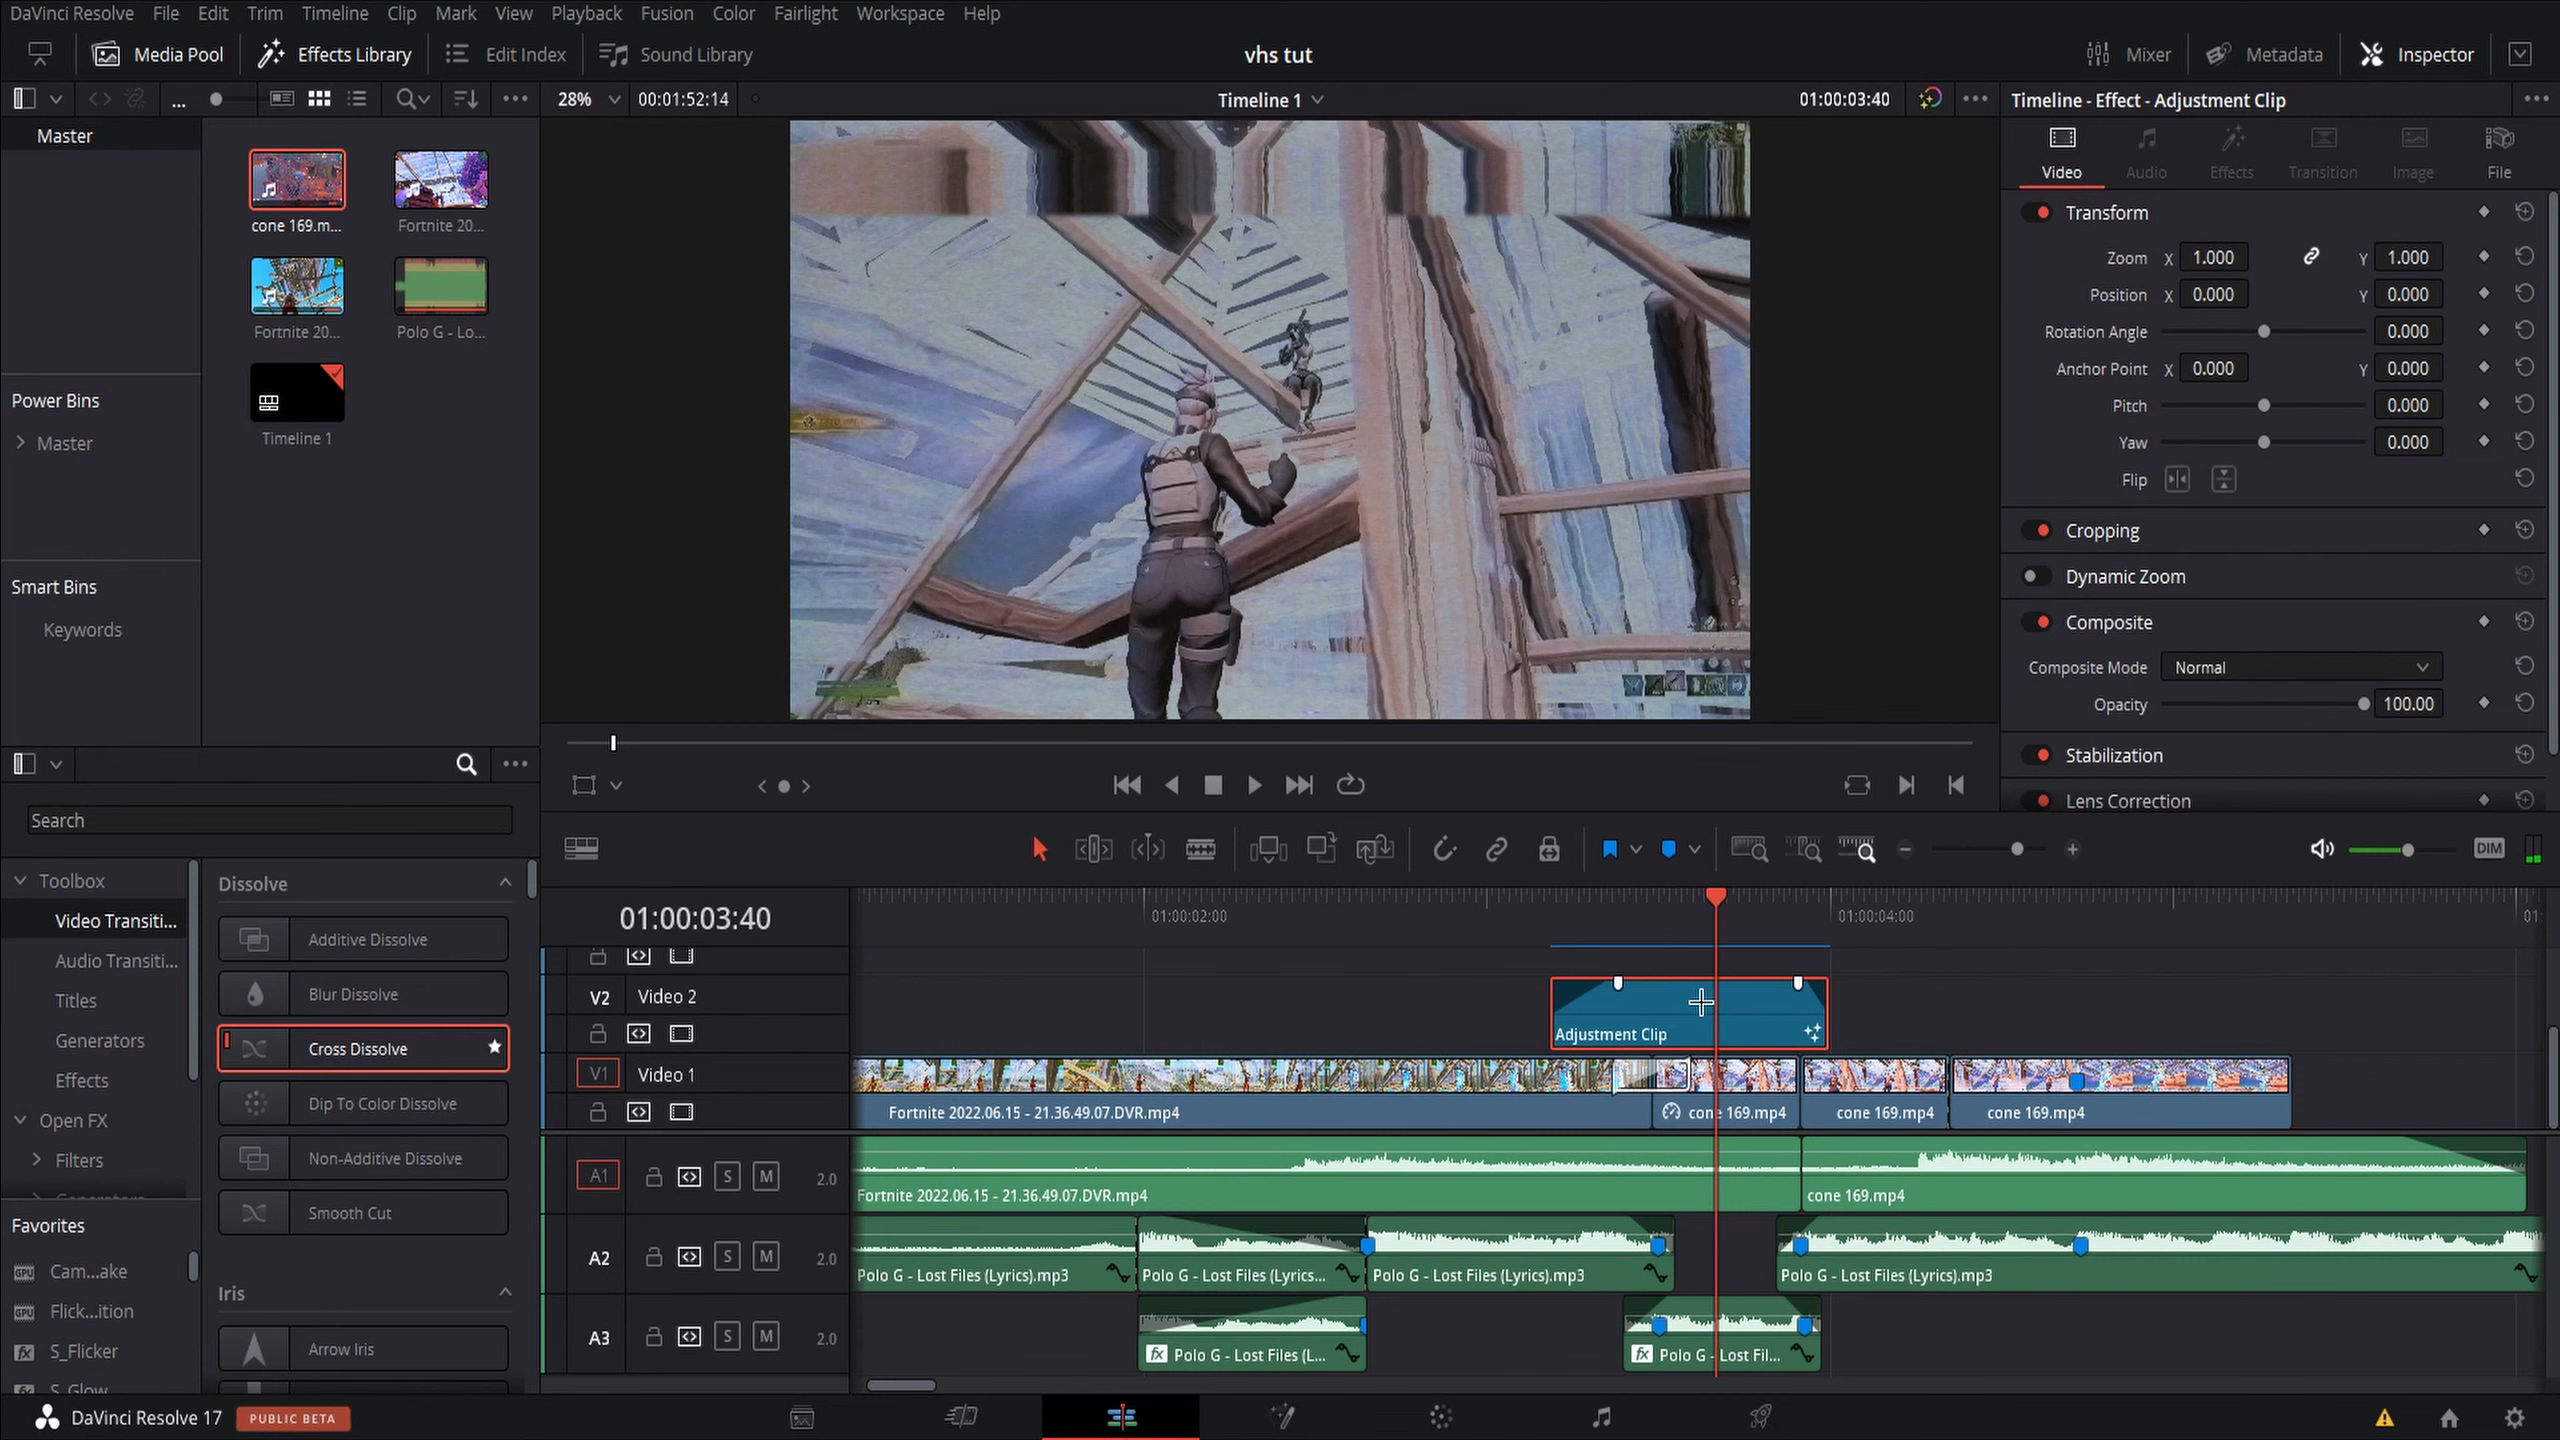 DaVinci Resolve File Edit Trim Timeline Clip Mark View Playback Fusion Color Fairlight Workspace Help
Media Pool Effects Library Edit Index Sound Library vhs tut Mixer Metadata Inspector
... 28% 00:01:52:14 Timeline 1 01:00:03:40 Timeline - Effect - Adjustment Clip
Master
cone 169.m...
Fortnite 20...
Fortnite 20...
Polo G - Lo...
Timeline 1
Power Bins
Master
Smart Bins
Keywords
Video Audio Effects Transition Image File
Transform
Zoom X 1.000 Y 1.000
Position X 0.000 Y 0.000
Rotation Angle 0.000
Anchor Point X 0.000 Y 0.000
Pitch 0.000
Yaw 0.000
Flip
Cropping
Dynamic Zoom
Composite
Composite Mode Normal
Opacity 100.00
Stabilization
Lens Correction
Search
Toolbox
Video Transiti...
Audio Transiti...
Titles
Generators
Effects
Open FX
Filters
Generators
Favorites
Cam...ake
Flick...ition
S_Flicker
S_Glow
Dissolve
Additive Dissolve
Blur Dissolve
Cross Dissolve
Dip To Color Dissolve
Non-Additive Dissolve
Smooth Cut
Iris
Arrow Iris
DIM
01:00:03:40
01:00:02:00 01:00:04:00 01:
V2 Video 2
Adjustment Clip
V1 Video 1
Fortnite 2022.06.15 - 21.36.49.07.DVR.mp4 cone 169.mp4 cone 169.mp4 cone 169.mp4
A1 S M 2.0
Fortnite 2022.06.15 - 21.36.49.07.DVR.mp4 cone 169.mp4
A2 S M 2.0
Polo G - Lost Files (Lyrics).mp3 Polo G - Lost Files (Lyrics... Polo G - Lost Files (Lyrics).mp3 Polo G - Lost Files (Lyrics).mp3
A3 S M 2.0
fx Polo G - Lost Files (L... fx Polo G - Lost Fil...
DaVinci Resolve 17 PUBLIC BETA